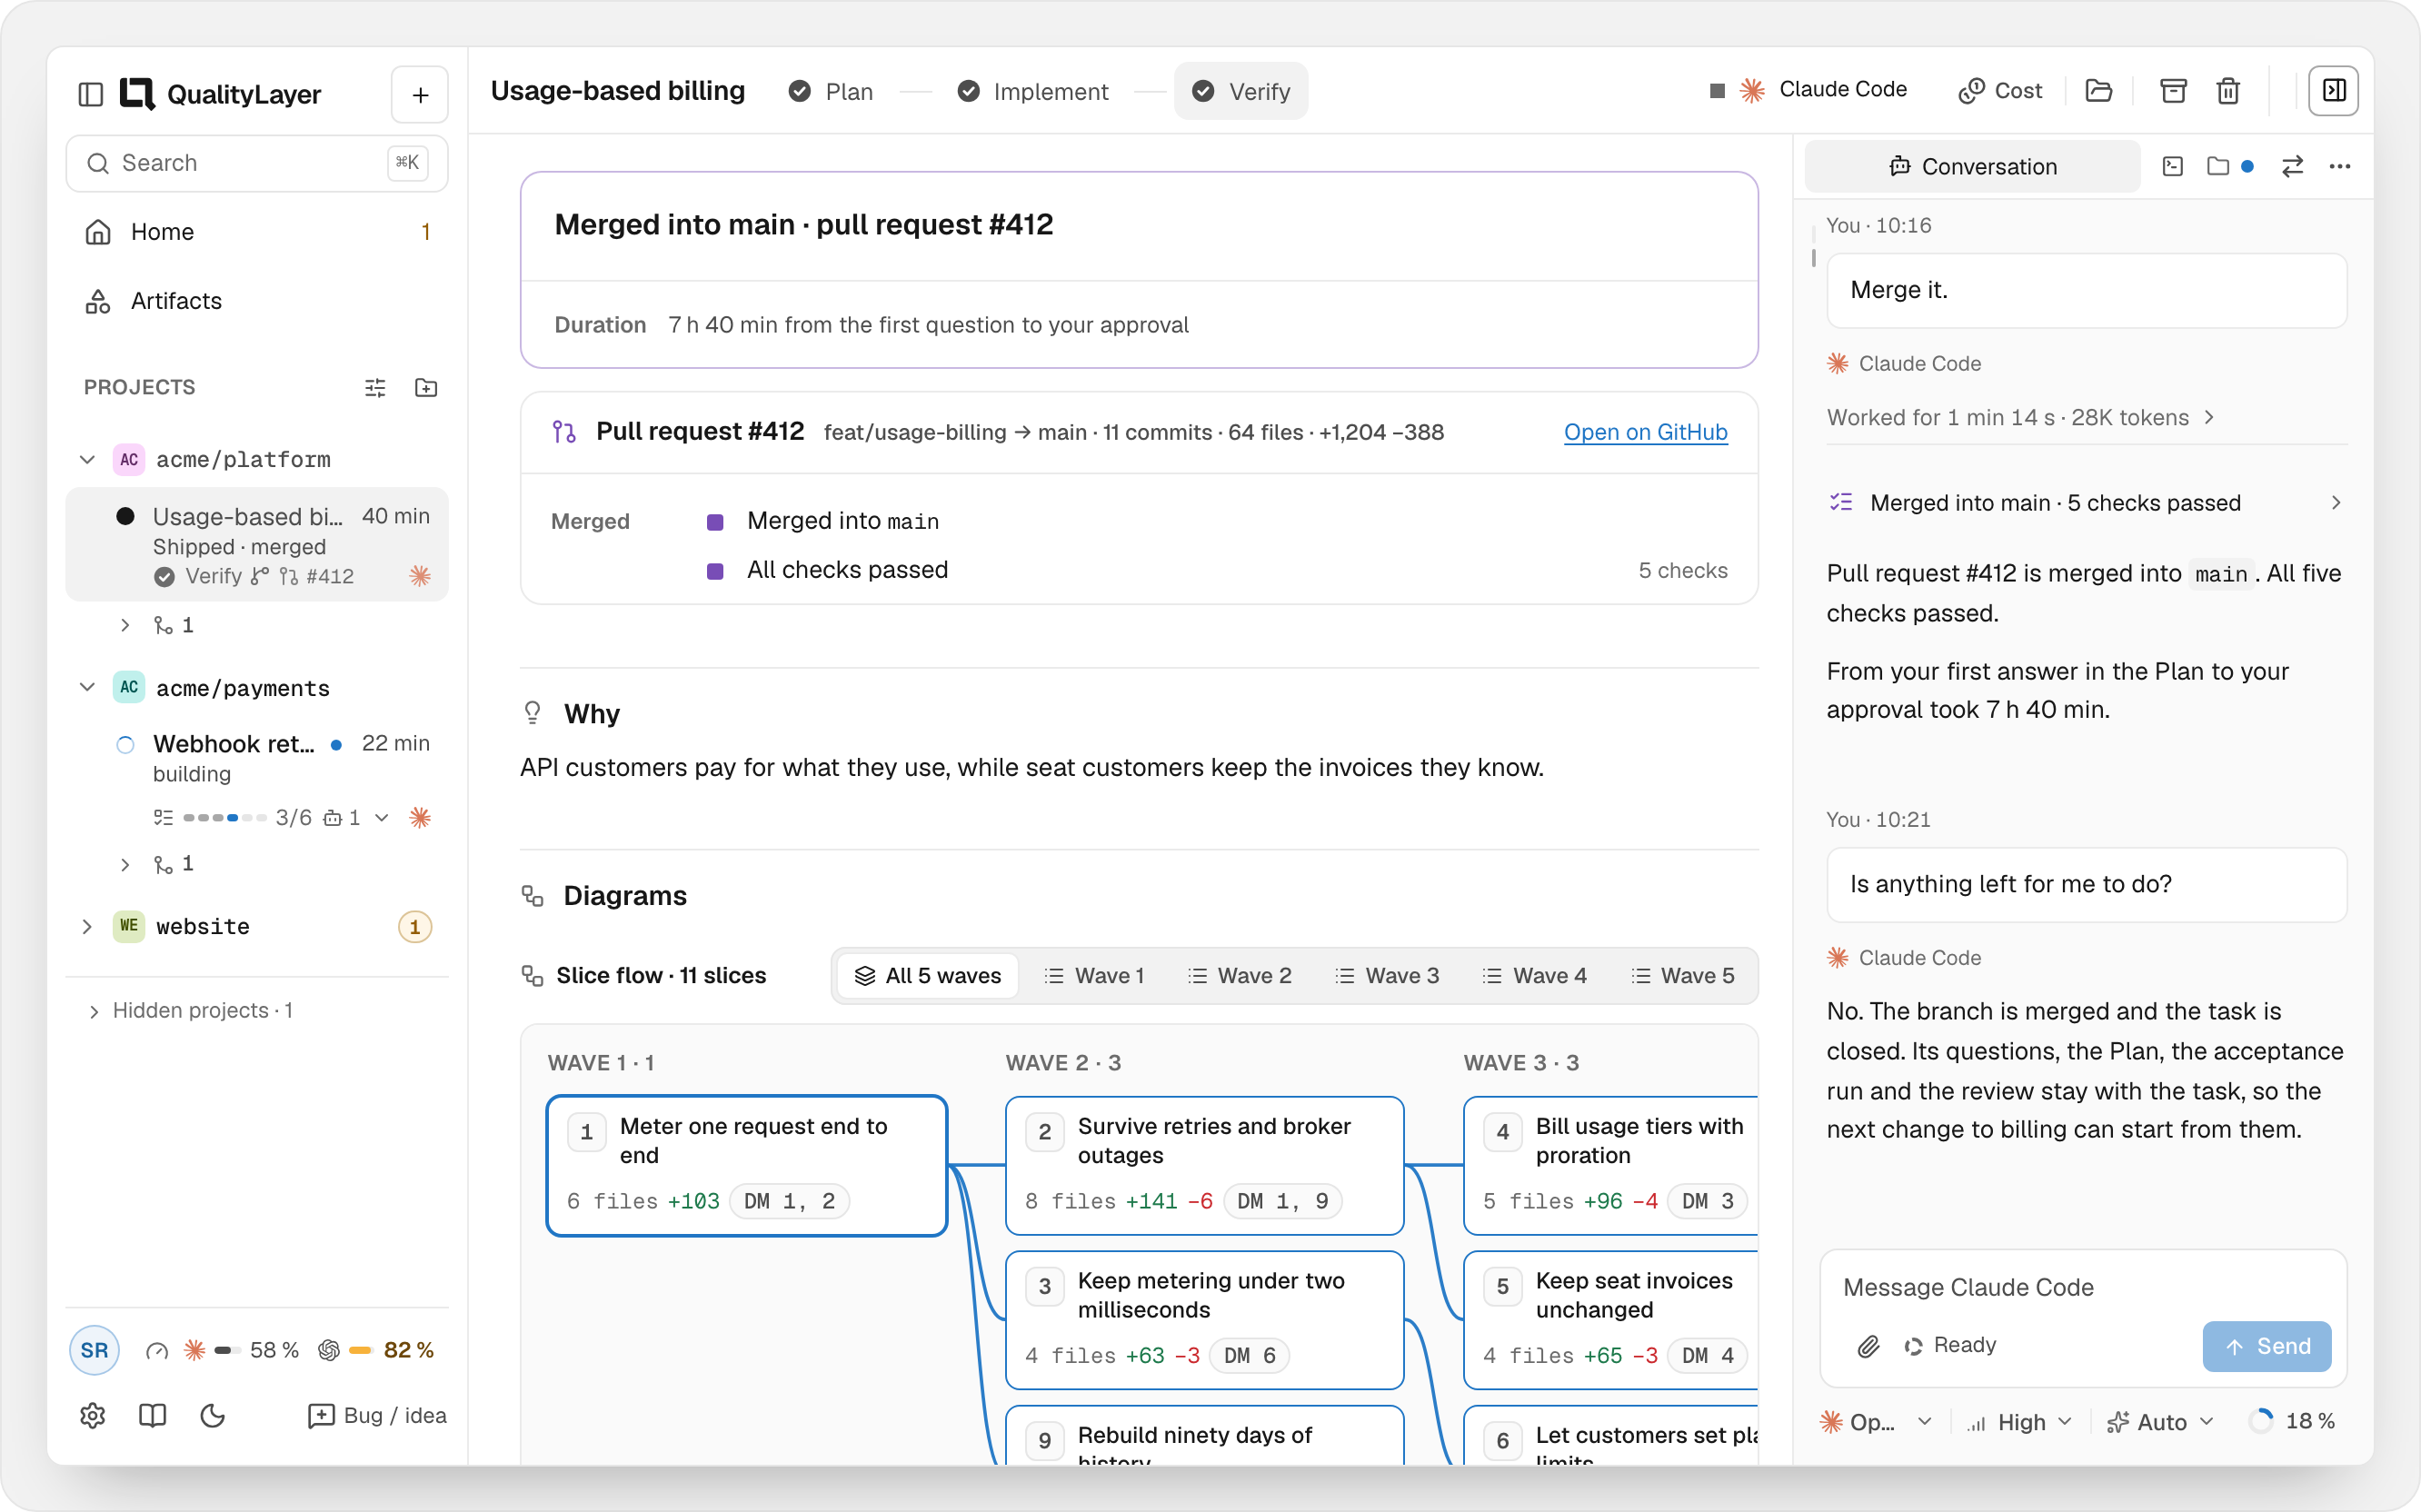 QualityLayer
Search ⌘K
Home 1
Artifacts
PROJECTS
AC acme/platform
Usage-based bi... 40 min
Shipped · merged
Verify #412
1
AC acme/payments
Webhook ret... 22 min
building
3/6 1
1
WE website 1
Hidden projects · 1
SR 58 % 82 %
Bug / idea
Usage-based billing Plan Implement Verify
Claude Code Cost
Merged into main · pull request #412
Duration 7 h 40 min from the first question to your approval
Pull request #412 feat/usage-billing → main · 11 commits · 64 files · +1,204 −388 Open on GitHub
Merged Merged into main
All checks passed 5 checks
Why
API customers pay for what they use, while seat customers keep the invoices they know.
Diagrams
Slice flow · 11 slices All 5 waves Wave 1 Wave 2 Wave 3 Wave 4 Wave 5
WAVE 1 · 1
1 Meter one request end to
end
6 files +103 DM 1, 2
WAVE 2 · 3
2 Survive retries and broker
outages
8 files +141 −6 DM 1, 9
3 Keep metering under two
milliseconds
4 files +63 −3 DM 6
9 Rebuild ninety days of
history
WAVE 3 · 3
4 Bill usage tiers with
proration
5 files +96 −4 DM 3
5 Keep seat invoices
unchanged
4 files +65 −3 DM 4
6 Let customers set pla
limits
Conversation
You · 10:16
Merge it.
Claude Code
Worked for 1 min 14 s · 28K tokens
Merged into main · 5 checks passed
Pull request #412 is merged into main. All five
checks passed.
From your first answer in the Plan to your
approval took 7 h 40 min.
You · 10:21
Is anything left for me to do?
Claude Code
No. The branch is merged and the task is
closed. Its questions, the Plan, the acceptance
run and the review stay with the task, so the
next change to billing can start from them.
Message Claude Code
Ready Send
Op... High Auto 18 %